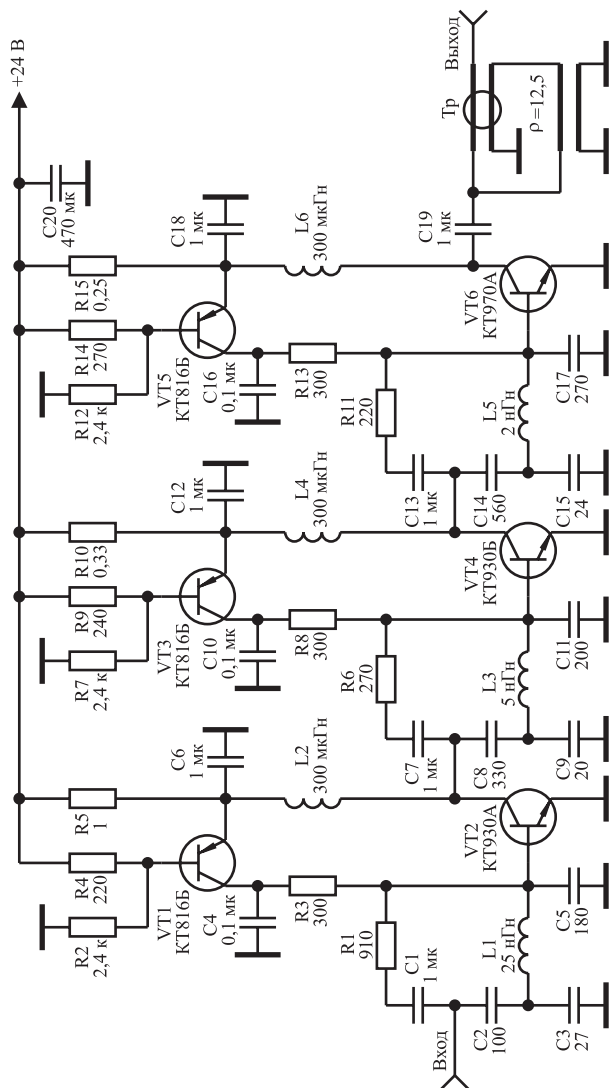 +24 В
C20
470 мк
R15
0,25
R14
270
R12
2,4 к
VT5
КТ816Б
C18
1 мк
C16
0,1 мк
R13
300
L6
300 мкГн
R11
220
C19
1 мк
Тр
Выход
ρ =12,5
VT6
КТ970А
C13
1 мк
C14
560
L5
2 нГн
C15
24
C17
270
R10
0,33
R9
240
R7
2,4 к
VT3
КТ816Б
C12
1 мк
C10
0,1 мк
R8
300
L4
300 мкГн
R6
270
VT4
КТ930Б
C7
1 мк
C8
330
L3
5 нГн
C9
20
C11
200
R5
1
R4
220
R2
2,4 к
VT1
КТ816Б
C6
1 мк
C4
0,1 мк
R3
300
L2
300 мкГн
R1
910
VT2
КТ930А
C1
1 мк
Вход
C2
100
L1
25 нГн
C3
27
C5
180